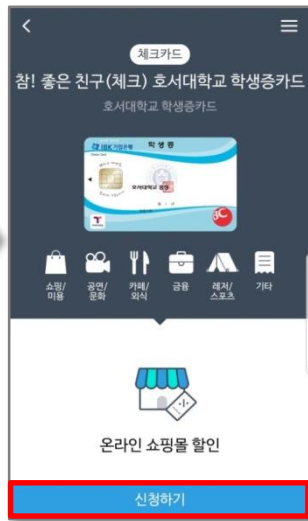 체크카드
참! 좋은 친구(체크) 호서대학교 학생증카드
호서대학교 학생증카드
IBK 기업은행 학 생 증
호서대학교 총장
쇼핑/
미용
공연/
문화
카페/
외식
금융
레저/
스포츠
기타
온라인 쇼핑몰 할인
신청하기